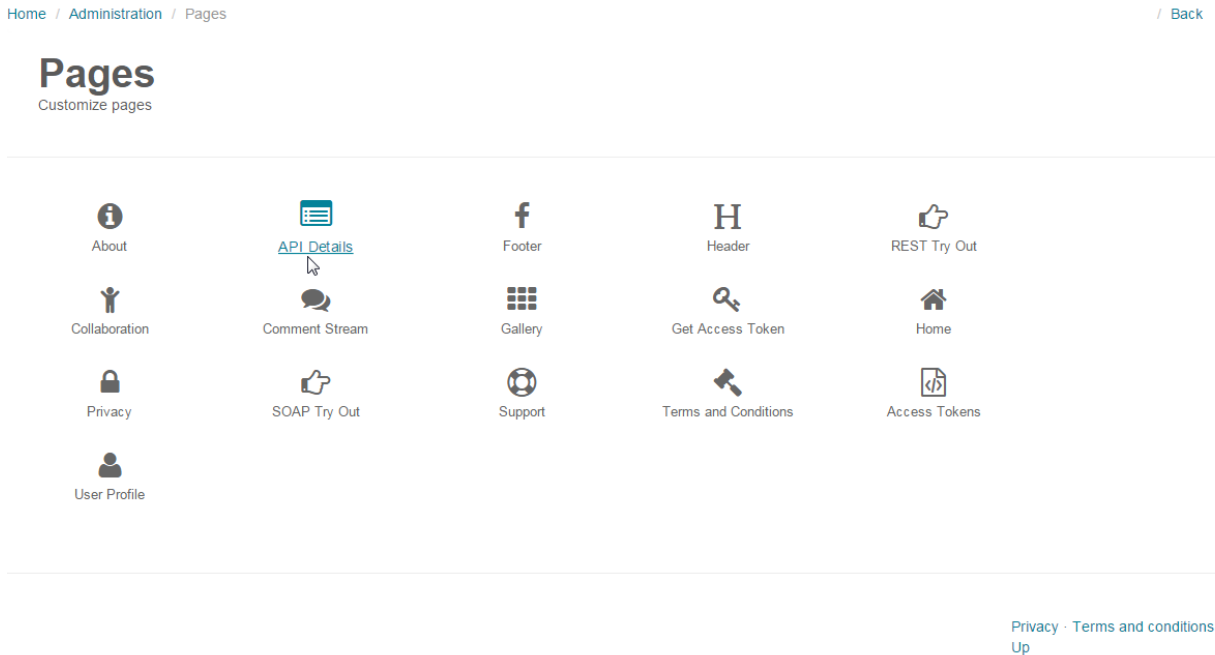 Home / Administration / Pages / Back
Pages
Customize pages
About API Details Footer Header REST Try Out
Collaboration Comment Stream Gallery Get Access Token Home
Privacy SOAP Try Out Support Terms and Conditions Access Tokens
User Profile
Privacy · Terms and conditions
Up